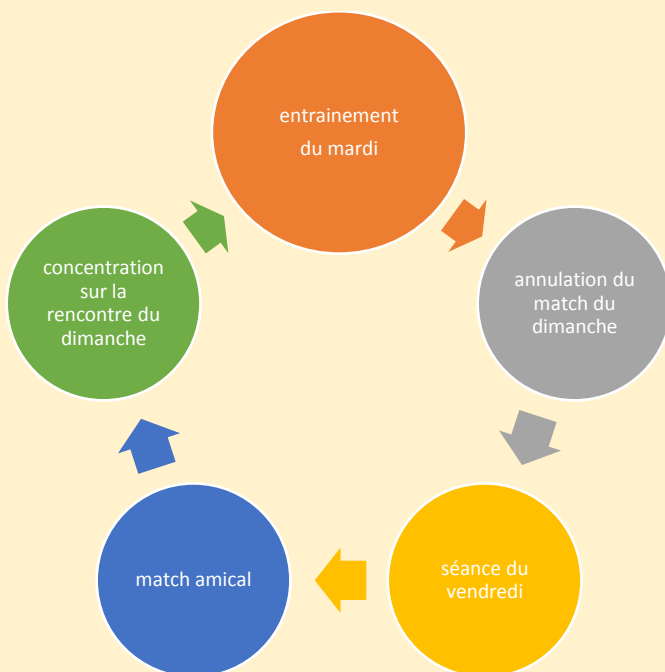 entrainement
du mardi
annulation du
match du
dimanche
séance du
vendredi
match amical
concentration
sur la
rencontre du
dimanche